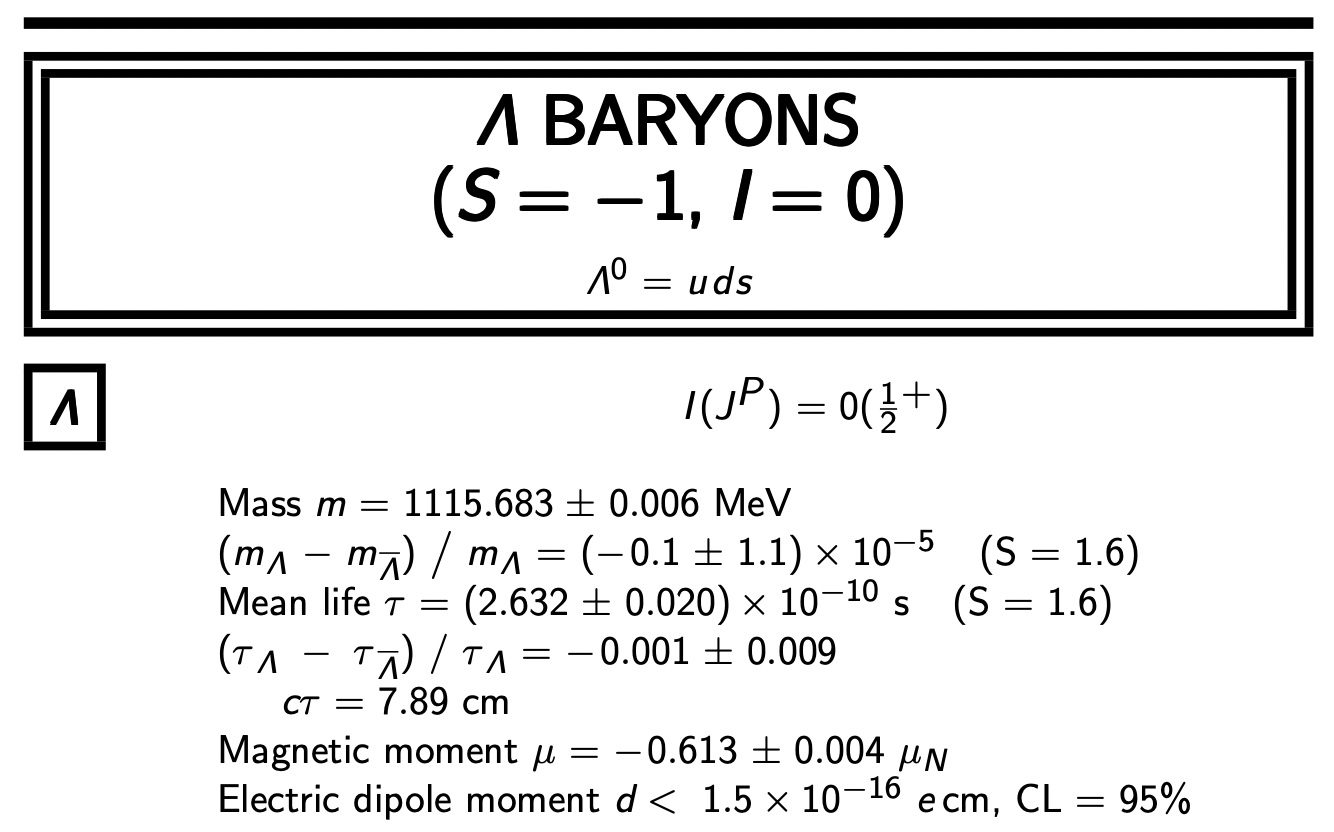 Λ BARYONS
(S = −1, I = 0)
Λ⁰ = u d s
Λ
I(Jᴾ) = 0(½⁺)
Mass m = 1115.683 ± 0.006 MeV
(m_Λ − m_Λ̅) / m_Λ = (−0.1 ± 1.1) × 10⁻⁵ (S = 1.6)
Mean life τ = (2.632 ± 0.020) × 10⁻¹⁰ s (S = 1.6)
(τ_Λ − τ_Λ̅) / τ_Λ = −0.001 ± 0.009
cτ = 7.89 cm
Magnetic moment μ = −0.613 ± 0.004 μ_N
Electric dipole moment d < 1.5 × 10⁻¹⁶ e cm, CL = 95%